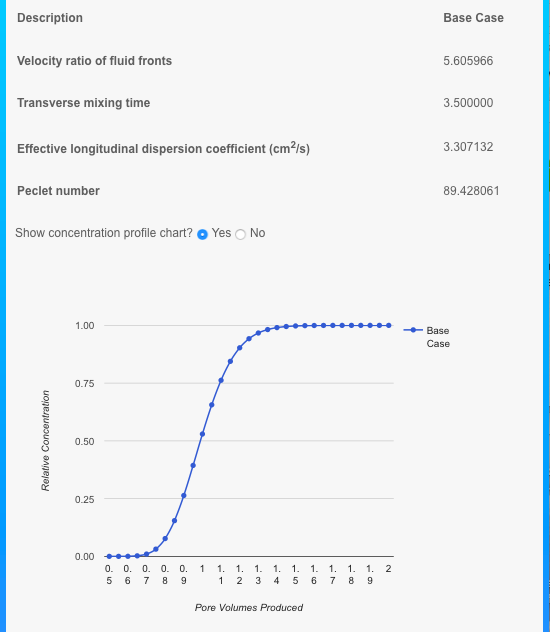 Description Base Case
Velocity ratio of fluid fronts 5.605966
Transverse mixing time 3.500000
Effective longitudinal dispersion coefficient (cm²/s) 3.307132
Peclet number 89.428061
Show concentration profile chart? Yes No
1.00
0.75
0.50
0.25
0.00
Relative Concentration
Base
Case
0. 0. 0. 0. 0. 1 1. 1. 1. 1. 1. 1. 1. 1. 1. 2
5 6 7 8 9 1 2 3 4 5 6 7 8 9
Pore Volumes Produced